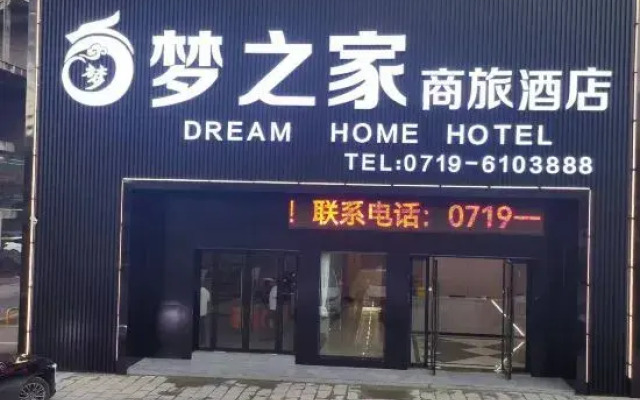 梦
梦之家 商旅酒店
DREAM HOME HOTEL
TEL:0719-6103888
！联系电话：0719--